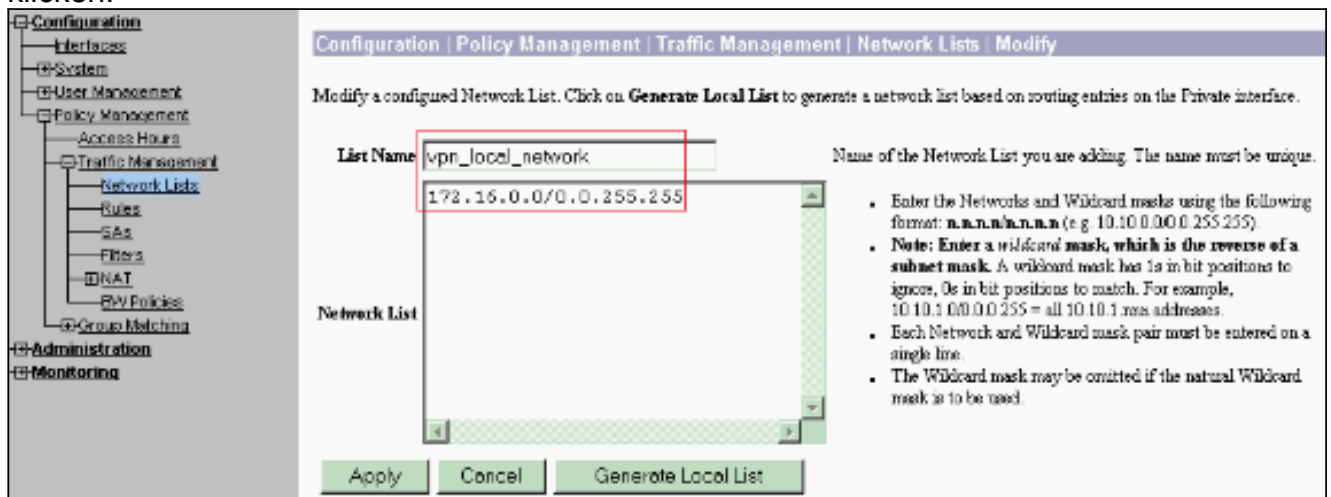 klicken.
Configuration
Interfaces
System
User Management
Policy Management
Access Hours
Traffic Management
Network Lists
Rules
SAs
Filters
NAT
BW Policies
Group Matching
Administration
Monitoring
Configuration | Policy Management | Traffic Management | Network Lists | Modify
Modify a configured Network List. Click on Generate Local List to generate a network list based on routing entries on the Private interface.
List Name
vpn_local_network
Name of the Network List you are adding. The name must be unique.
Network List
172.16.0.0/0.0.255.255
• Enter the Networks and Wildcard masks using the following
format: n.n.n.n/n.n.n.n (e.g. 10.10.0.0/0.0.255.255).
• Note: Enter a wildcard mask, which is the reverse of a
subnet mask. A wildcard mask has 1s in bit positions to
ignore, 0s in bit positions to match. For example,
10.10.1.0/0.0.0.255 = all 10.10.1.nnn addresses.
• Each Network and Wildcard mask pair must be entered on a
single line.
• The Wildcard mask may be omitted if the natural Wildcard
mask is to be used.
Apply
Cancel
Generate Local List